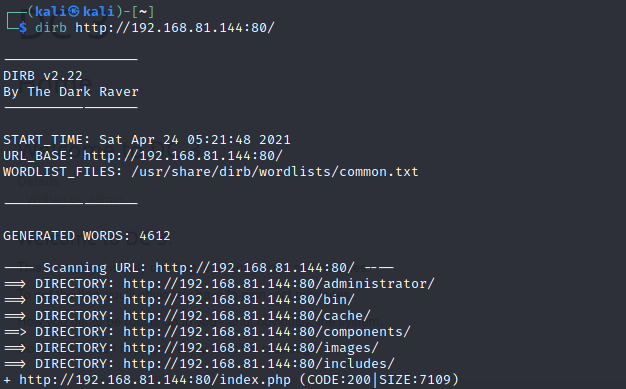 (kali㉿kali)-[~]
$ dirb http://192.168.81.144:80/
-----------------
DIRB v2.22
By The Dark Raver
-----------------
START_TIME: Sat Apr 24 05:21:48 2021
URL_BASE: http://192.168.81.144:80/
WORDLIST_FILES: /usr/share/dirb/wordlists/common.txt
-----------------
GENERATED WORDS: 4612
---- Scanning URL: http://192.168.81.144:80/ ----
==> DIRECTORY: http://192.168.81.144:80/administrator/
==> DIRECTORY: http://192.168.81.144:80/bin/
==> DIRECTORY: http://192.168.81.144:80/cache/
==> DIRECTORY: http://192.168.81.144:80/components/
==> DIRECTORY: http://192.168.81.144:80/images/
==> DIRECTORY: http://192.168.81.144:80/includes/
+ http://192.168.81.144:80/index.php (CODE:200|SIZE:7109)